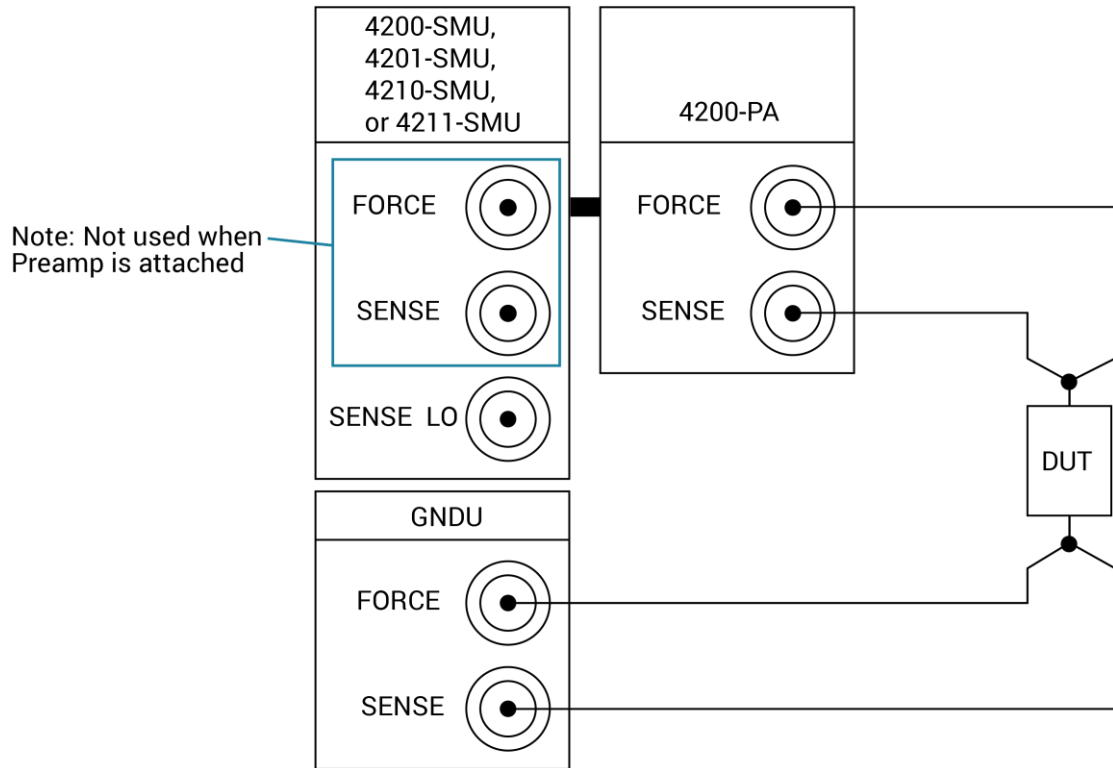 4200-SMU,
4201-SMU,
4210-SMU,
or 4211-SMU
4200-PA
FORCE
FORCE
Note: Not used when
Preamp is attached
SENSE
SENSE
SENSE LO
DUT
GNDU
FORCE
SENSE